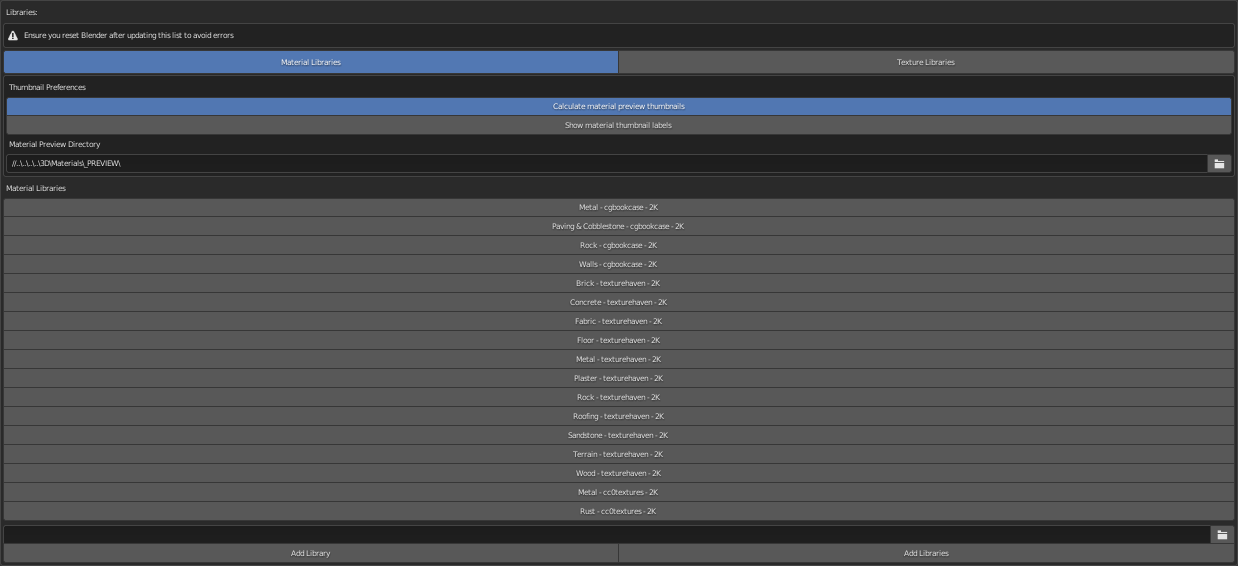 Libraries:
Ensure you reset Blender after updating this list to avoid errors
Material Libraries
Texture Libraries
Thumbnail Preferences
Calculate material preview thumbnails
Show material thumbnail labels
Material Preview Directory
//..\..\..\..\3D\Materials\_PREVIEW\
Material Libraries
Metal - cgbookcase - 2K
Paving & Cobblestone - cgbookcase - 2K
Rock - cgbookcase - 2K
Walls - cgbookcase - 2K
Brick - texturehaven - 2K
Concrete - texturehaven - 2K
Fabric - texturehaven - 2K
Floor - texturehaven - 2K
Metal - texturehaven - 2K
Plaster - texturehaven - 2K
Rock - texturehaven - 2K
Roofing - texturehaven - 2K
Sandstone - texturehaven - 2K
Terrain - texturehaven - 2K
Wood - texturehaven - 2K
Metal - cc0textures - 2K
Rust - cc0textures - 2K
Add Library
Add Libraries